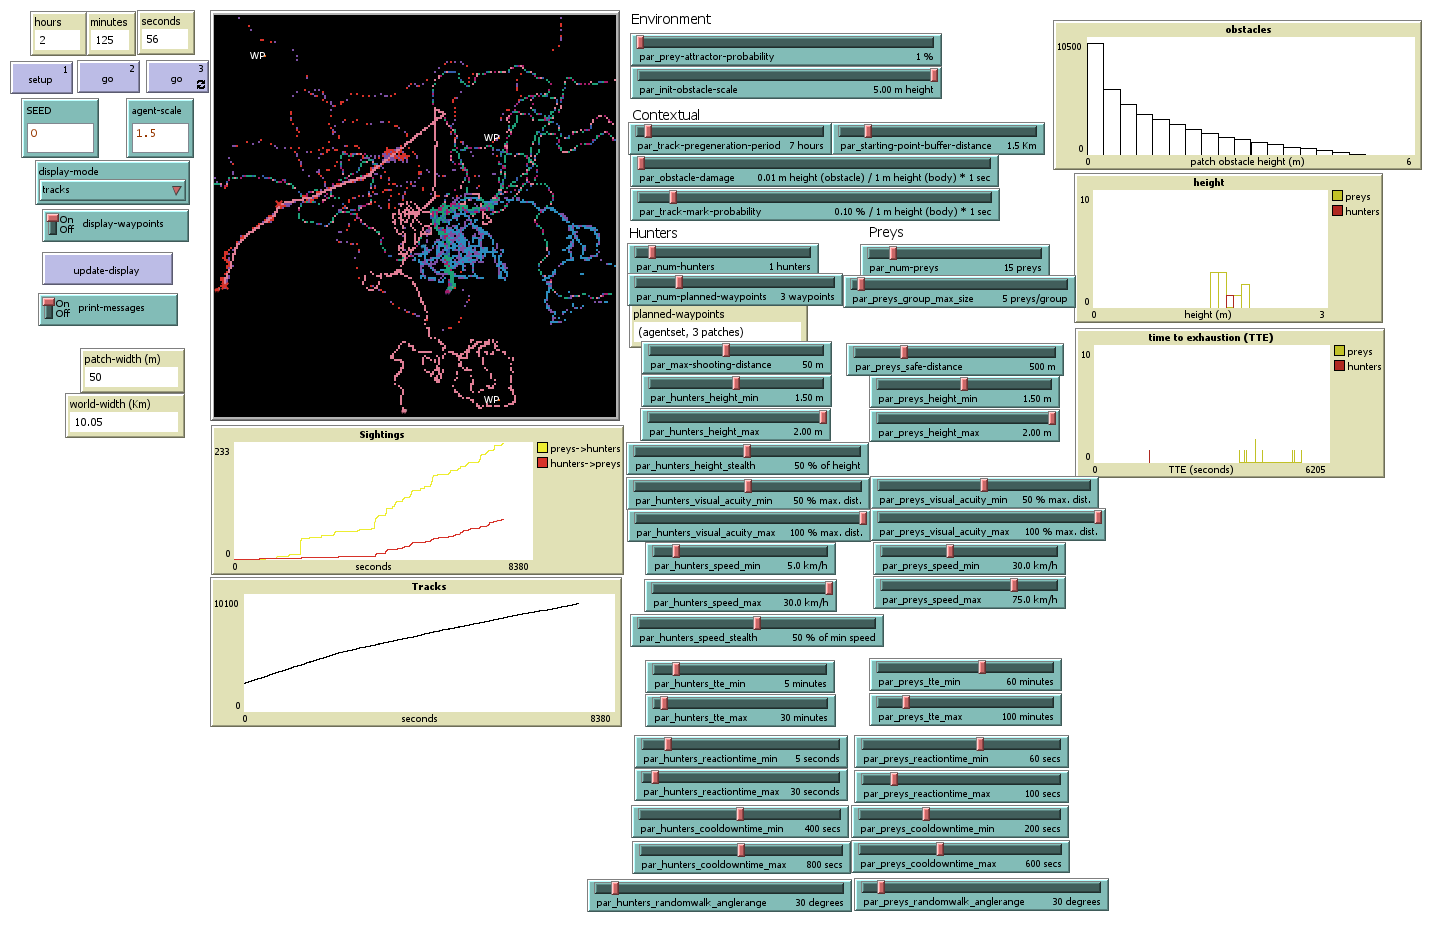 hours
2
minutes
125
seconds
56
setup
1
go
2
go
3
SEED
0
agent-scale
1.5
display-mode
tracks
On
Off
display-waypoints
update-display
On
Off
print-messages
patch-width (m)
50
world-width (Km)
10.05
WP
WP
WP
Sightings
233
0
0
seconds
8380
preys->hunters
hunters->preys
Tracks
10100
0
0
seconds
8380
Environment
par_prey-attractor-probability 1 %
par_init-obstacle-scale 5.00 m height
Contextual
par_track-pregeneration-period 7 hours
par_starting-point-buffer-distance 1.5 Km
par_obstacle-damage 0.01 m height (obstacle) / 1 m height (body) * 1 sec
par_track-mark-probability 0.10 % / 1 m height (body) * 1 sec
Hunters
Preys
par_num-hunters 1 hunters
par_num-preys 15 preys
par_num-planned-waypoints 3 waypoints
par_preys_group_max_size 5 preys/group
planned-waypoints
(agentset, 3 patches)
par_max-shooting-distance 50 m
par_preys_safe-distance 500 m
par_hunters_height_min 1.50 m
par_preys_height_min 1.50 m
par_hunters_height_max 2.00 m
par_preys_height_max 2.00 m
par_hunters_height_stealth 50 % of height
par_hunters_visual_acuity_min 50 % max. dist.
par_preys_visual_acuity_min 50 % max. dist.
par_hunters_visual_acuity_max 100 % max. dist.
par_preys_visual_acuity_max 100 % max. dist.
par_hunters_speed_min 5.0 km/h
par_preys_speed_min 30.0 km/h
par_hunters_speed_max 30.0 km/h
par_preys_speed_max 75.0 km/h
par_hunters_speed_stealth 50 % of min speed
par_hunters_tte_min 5 minutes
par_preys_tte_min 60 minutes
par_hunters_tte_max 30 minutes
par_preys_tte_max 100 minutes
par_hunters_reactiontime_min 5 seconds
par_preys_reactiontime_min 60 secs
par_hunters_reactiontime_max 30 seconds
par_preys_reactiontime_max 100 secs
par_hunters_cooldowntime_min 400 secs
par_preys_cooldowntime_min 200 secs
par_hunters_cooldowntime_max 800 secs
par_preys_cooldowntime_max 600 secs
par_hunters_randomwalk_anglerange 30 degrees
par_preys_randomwalk_anglerange 30 degrees
obstacles
10500
0
0
patch obstacle height (m)
6
height
10
0
0
height (m)
3
preys
hunters
time to exhaustion (TTE)
10
0
0
TTE (seconds)
6205
preys
hunters